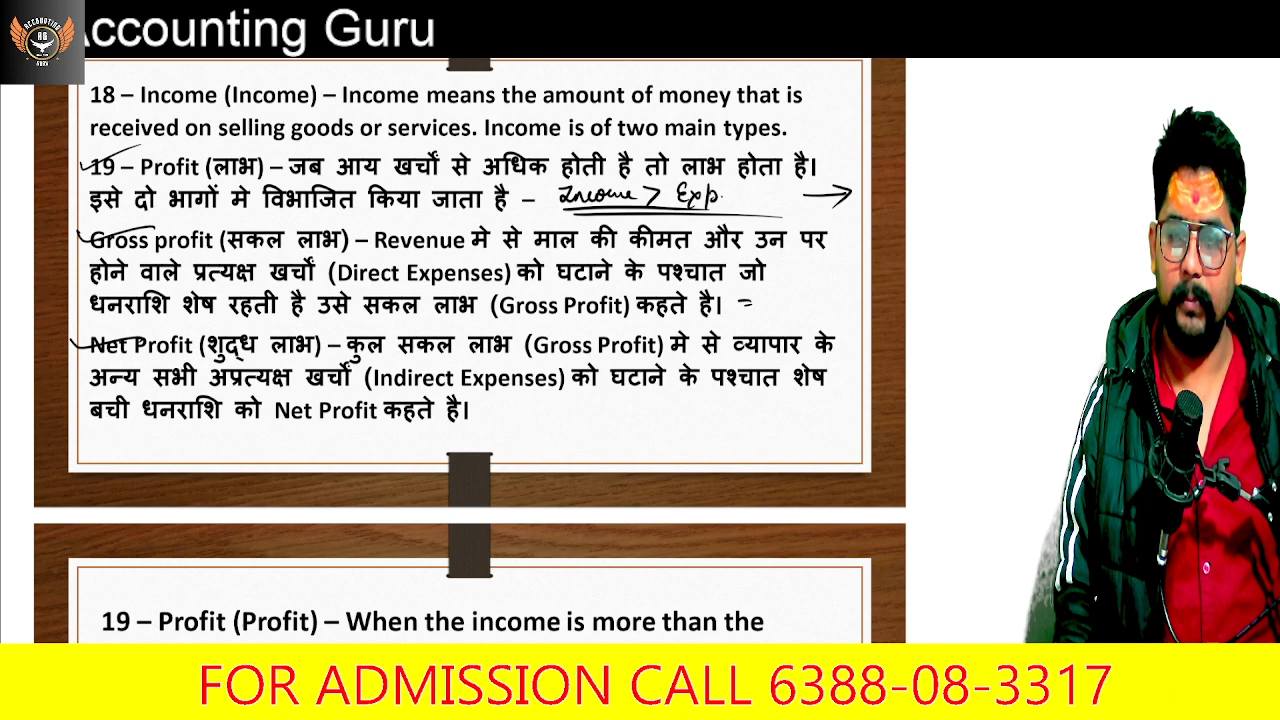 Accounting Guru
ACCOUNTING
AG
GURU
18 – Income (Income) – Income means the amount of money that is
received on selling goods or services. Income is of two main types.
19 – Profit (लाभ) – जब आय खर्चों से अधिक होती है तो लाभ होता है।
इसे दो भागों मे विभाजित किया जाता है – Income > Exp.
Gross profit (सकल लाभ) – Revenue मे से माल की कीमत और उन पर
होने वाले प्रत्यक्ष खर्चों (Direct Expenses) को घटाने के पश्चात जो
धनराशि शेष रहती है उसे सकल लाभ (Gross Profit) कहते है। =
Net Profit (शुद्ध लाभ) – कुल सकल लाभ (Gross Profit) मे से व्यापार के
अन्य सभी अप्रत्यक्ष खर्चों (Indirect Expenses) को घटाने के पश्चात शेष
बची धनराशि को Net Profit कहते है।
19 – Profit (Profit) – When the income is more than the
FOR ADMISSION CALL 6388-08-3317